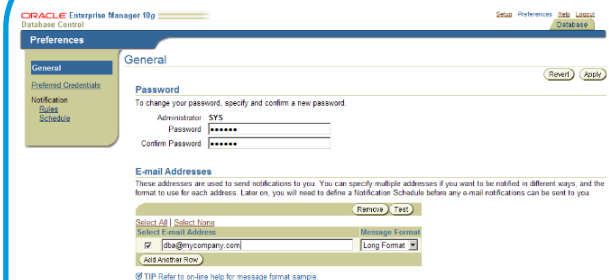 ORACLE Enterprise Manager 10g
Database Control
Setup Preferences Help Logout
Database
Preferences
General
Preferred Credentials
Notification
Rules
Schedule
General
Revert Apply
Password
To change your password, specify and confirm a new password.
Administrator SYS
Password ••••••
Confirm Password ••••••
E-mail Addresses
These addresses are used to send notifications to you. You can specify multiple addresses if you want to be notified in different ways, and the
format to use for each address. Later on, you will need to define a Notification Schedule before any e-mail notifications can be sent to you.
Remove Test
Select All | Select None
Select E-mail Address Message Format
dba@mycompany.com Long Format
Add Another Row
TIP Refer to on-line help for message format sample.